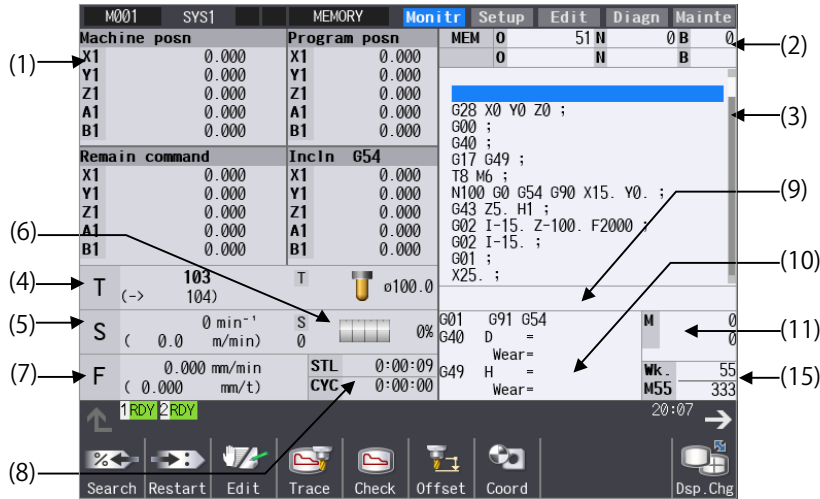 M001 SYS1 MEMORY Monitr Setup Edit Diagn Mainte
Machine posn
X1 0.000
Y1 0.000
Z1 0.000
A1 0.000
B1 0.000
Program posn
X1 0.000
Y1 0.000
Z1 0.000
A1 0.000
B1 0.000
MEM O 51 N 0 B 0
O N B
G28 X0 Y0 Z0 ;
G00 ;
G40 ;
G17 G49 ;
T8 M6 ;
N100 G0 G54 G90 X15. Y0. ;
G43 Z5. H1 ;
G02 I-15. Z-100. F2000 ;
G02 I-15. ;
G01 ;
X25. ;
Remain command
X1 0.000
Y1 0.000
Z1 0.000
A1 0.000
B1 0.000
Incln G54
X1 0.000
Y1 0.000
Z1 0.000
A1 0.000
B1 0.000
T 103
(-> 104)
T ø100.0
S 0 min⁻¹
( 0.0 m/min)
S 0 0%
F 0.000 mm/min
( 0.000 mm/t)
STL 0:00:09
CYC 0:00:00
G01 G91 G54
G40 D =
Wear=
G49 H =
Wear=
M 0
0
Wk. 55
M55 333
1 RDY 2 RDY
20:07
Search Restart Edit Trace Check Offset Coord Dsp.Chg
(1)
(2)
(3)
(9)
(6)
(10)
(4)
(5)
(11)
(7)
(15)
(8)